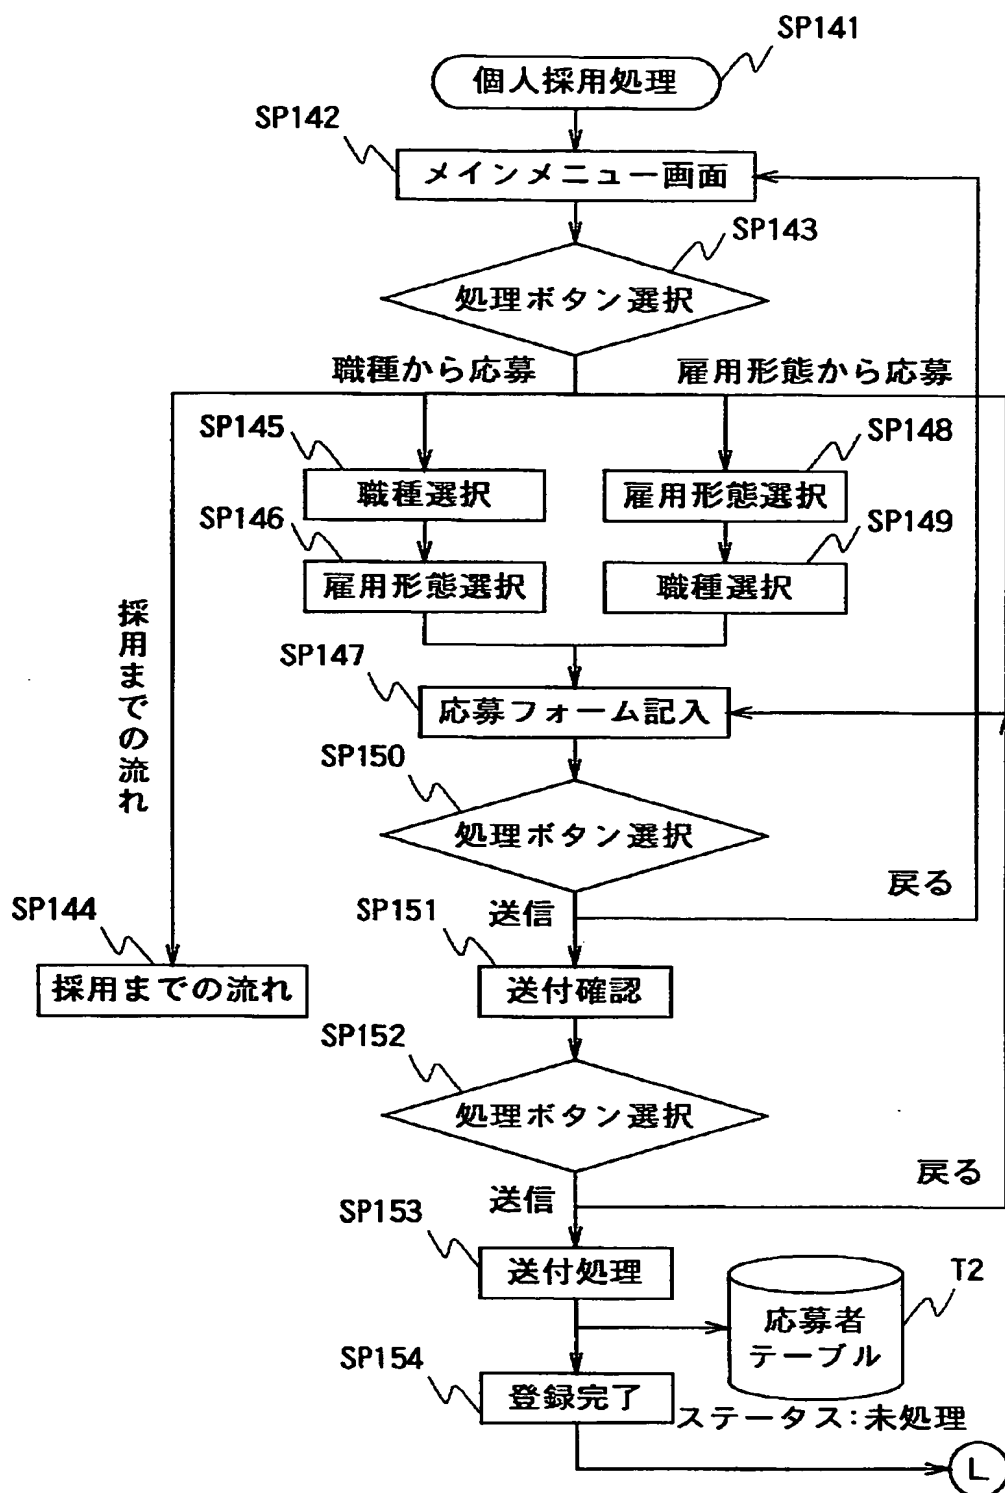 SP141
個人採用処理
SP142
メインメニュー画面
SP143
処理ボタン選択
職種から応募
雇用形態から応募
SP145
SP148
職種選択
雇用形態選択
SP146
SP149
雇用形態選択
職種選択
採用までの流れ
SP147
応募フォーム記入
SP150
処理ボタン選択
戻る
SP144
SP151
送信
採用までの流れ
送付確認
SP152
処理ボタン選択
戻る
送信
SP153
送付処理
T2
応募者
テーブル
SP154
登録完了
ステータス:未処理
L